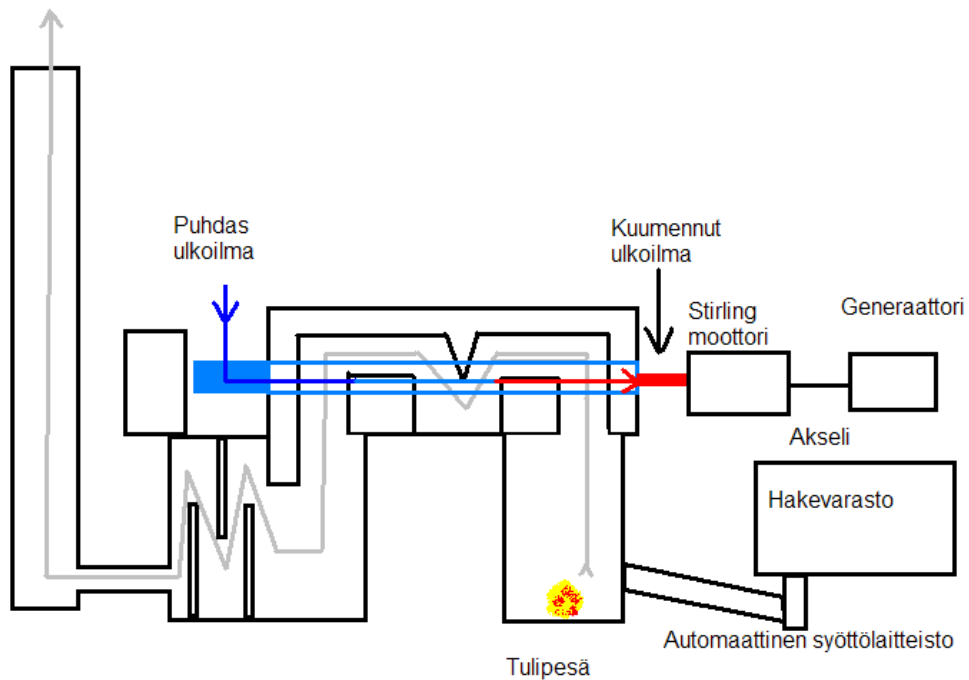 Puhdas
ulkoilma
Kuumennut
ulkoilma
Stirling
moottori
Generaattori
Akseli
Hakevarasto
Automaattinen syöttölaitteisto
Tulipesä